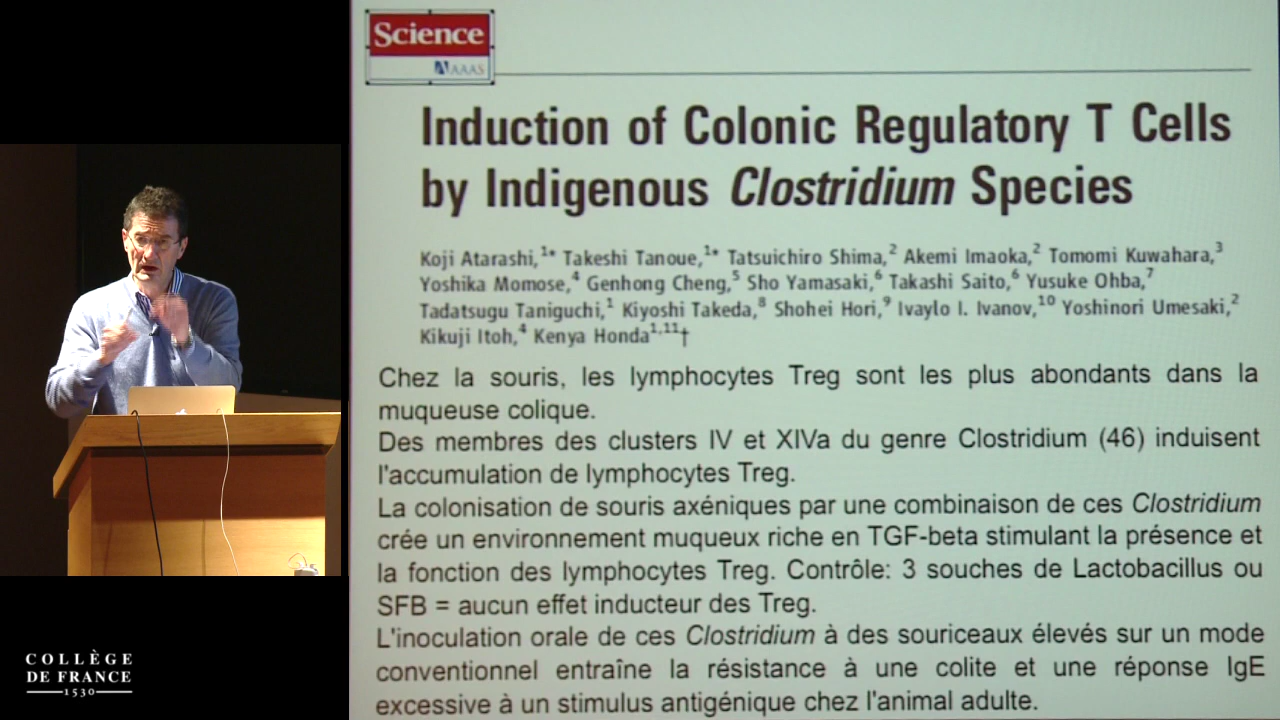 Science
AAAS
Induction of Colonic Regulatory T Cells
by Indigenous Clostridium Species
Koji Atarashi,1* Takeshi Tanoue,1* Tatsuichiro Shima,2 Akemi Imaoka,2 Tomomi Kuwahara,3
Yoshika Momose,4 Genhong Cheng,5 Sho Yamasaki,6 Takashi Saito,6 Yusuke Ohba,7
Tadatsugu Taniguchi,1 Kiyoshi Takeda,8 Shohei Hori,9 Ivaylo I. Ivanov,10 Yoshinori Umesaki,2
Kikuji Itoh,4 Kenya Honda1,11†
Chez la souris, les lymphocytes Treg sont les plus abondants dans la
muqueuse colique.
Des membres des clusters IV et XIVa du genre Clostridium (46) induisent
l'accumulation de lymphocytes Treg.
La colonisation de souris axéniques par une combinaison de ces Clostridium
crée un environnement muqueux riche en TGF-beta stimulant la présence et
la fonction des lymphocytes Treg. Contrôle: 3 souches de Lactobacillus ou
SFB = aucun effet inducteur des Treg.
L'inoculation orale de ces Clostridium à des souriceaux élevés sur un mode
conventionnel entraîne la résistance à une colite et une réponse IgE
excessive à un stimulus antigénique chez l'animal adulte.
COLLÈGE
DE FRANCE
1530